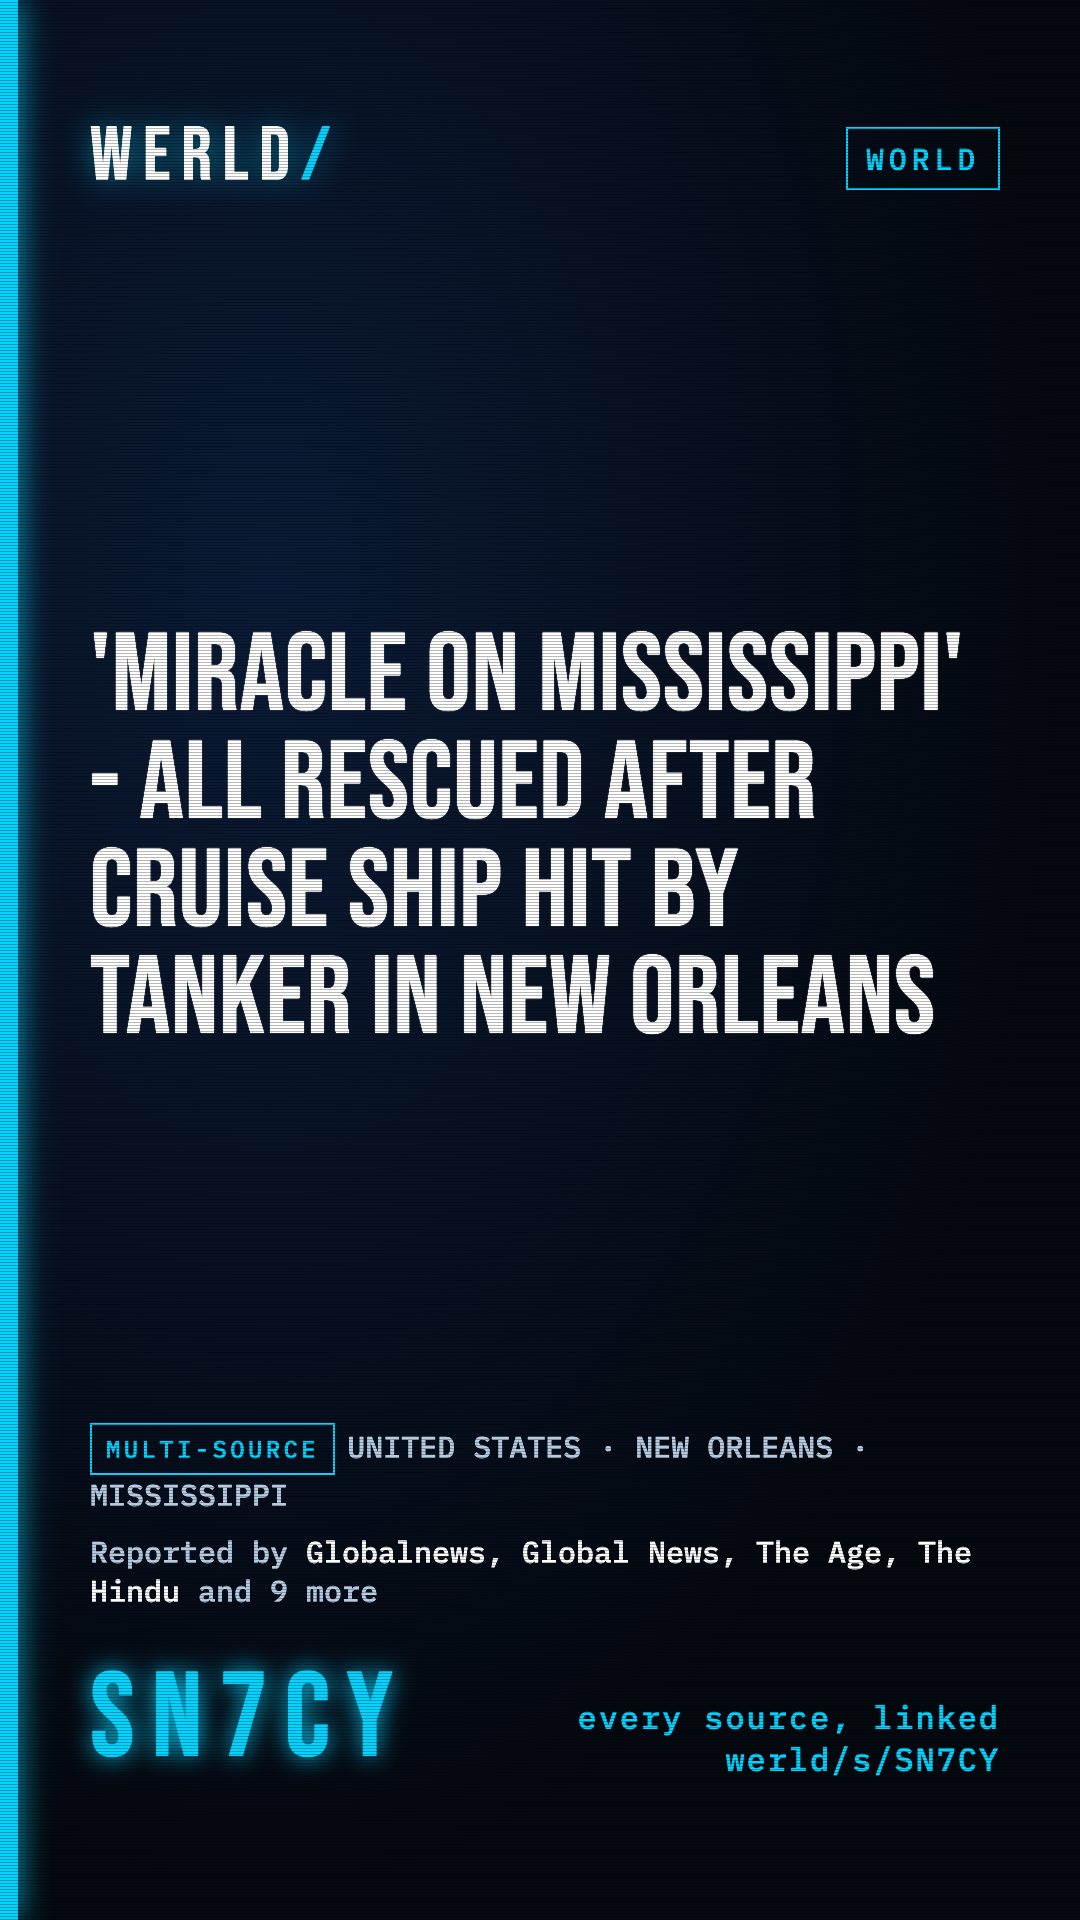 WERLD/
WORLD
'MIRACLE ON MISSISSIPPI'
- ALL RESCUED AFTER
CRUISE SHIP HIT BY
TANKER IN NEW ORLEANS
MULTI-SOURCE UNITED STATES · NEW ORLEANS ·
MISSISSIPPI
Reported by Globalnews, Global News, The Age, The
Hindu and 9 more
SN7CY
every source, linked
werld/s/SN7CY